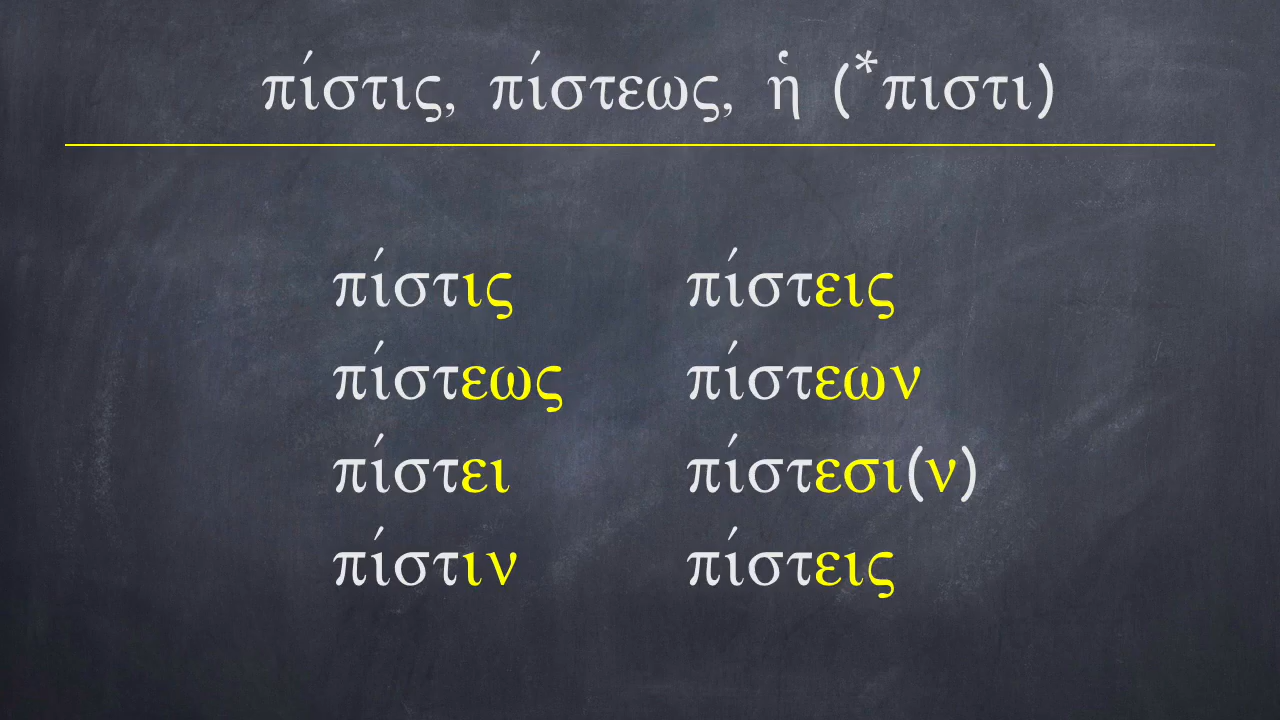 πίστις, πίστεως, ἡ (*πιστι)
πίστις πίστεις
πίστεως πίστεων
πίστει πίστεσι(ν)
πίστιν πίστεις